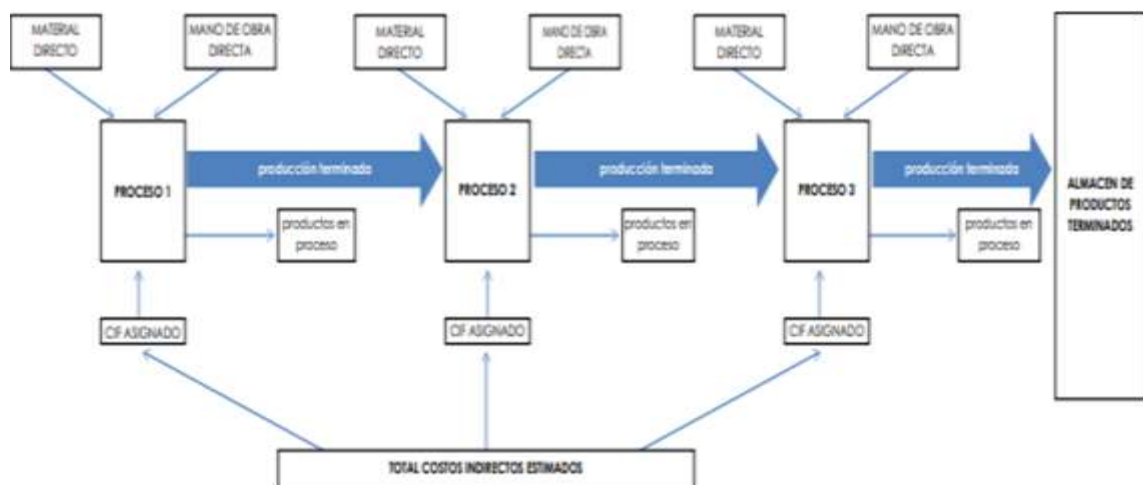 MATERIAL
DIRECTO
MANO DE OBRA
DIRECTA
MATERIAL
DIRECTO
MANO DE OBRA
DIRECTA
MATERIAL
DIRECTO
MANO DE OBRA
DIRECTA
PROCESO 1
producción terminada
PROCESO 2
producción terminada
PROCESO 3
producción terminada
ALMACEN DE
PRODUCTOS
TERMINADOS
productos en
proceso
productos en
proceso
productos en
proceso
CIF ASIGNADO
CIF ASIGNADO
CIF ASIGNADO
TOTAL COSTOS INDIRECTOS ESTIMADOS